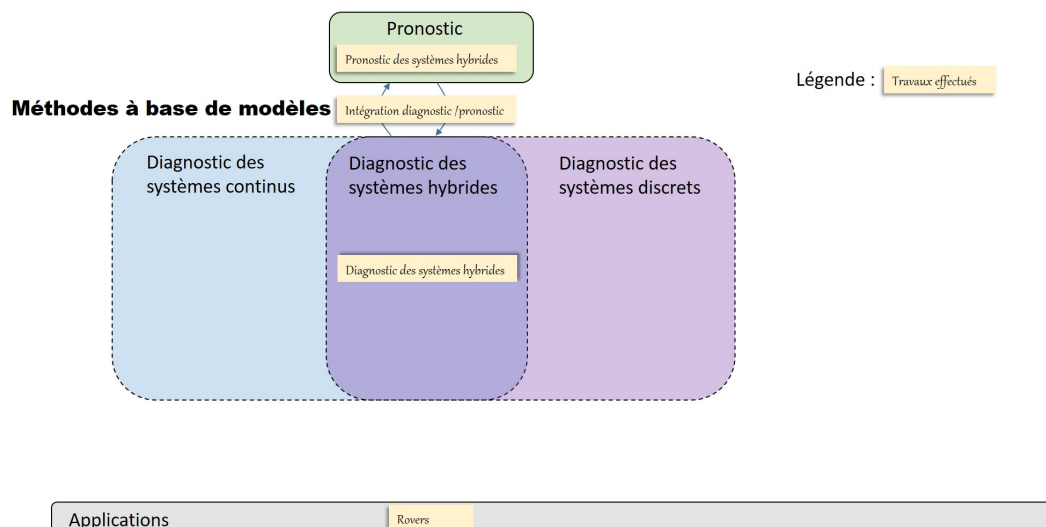 Pronostic
Pronostic des systèmes hybrides
Légende : Travaux effectués
Méthodes à base de modèles
Intégration diagnostic /pronostic
Diagnostic des
systèmes continus
Diagnostic des
systèmes hybrides
Diagnostic des
systèmes discrets
Diagnostic des systèmes hybrides
Applications
Rovers